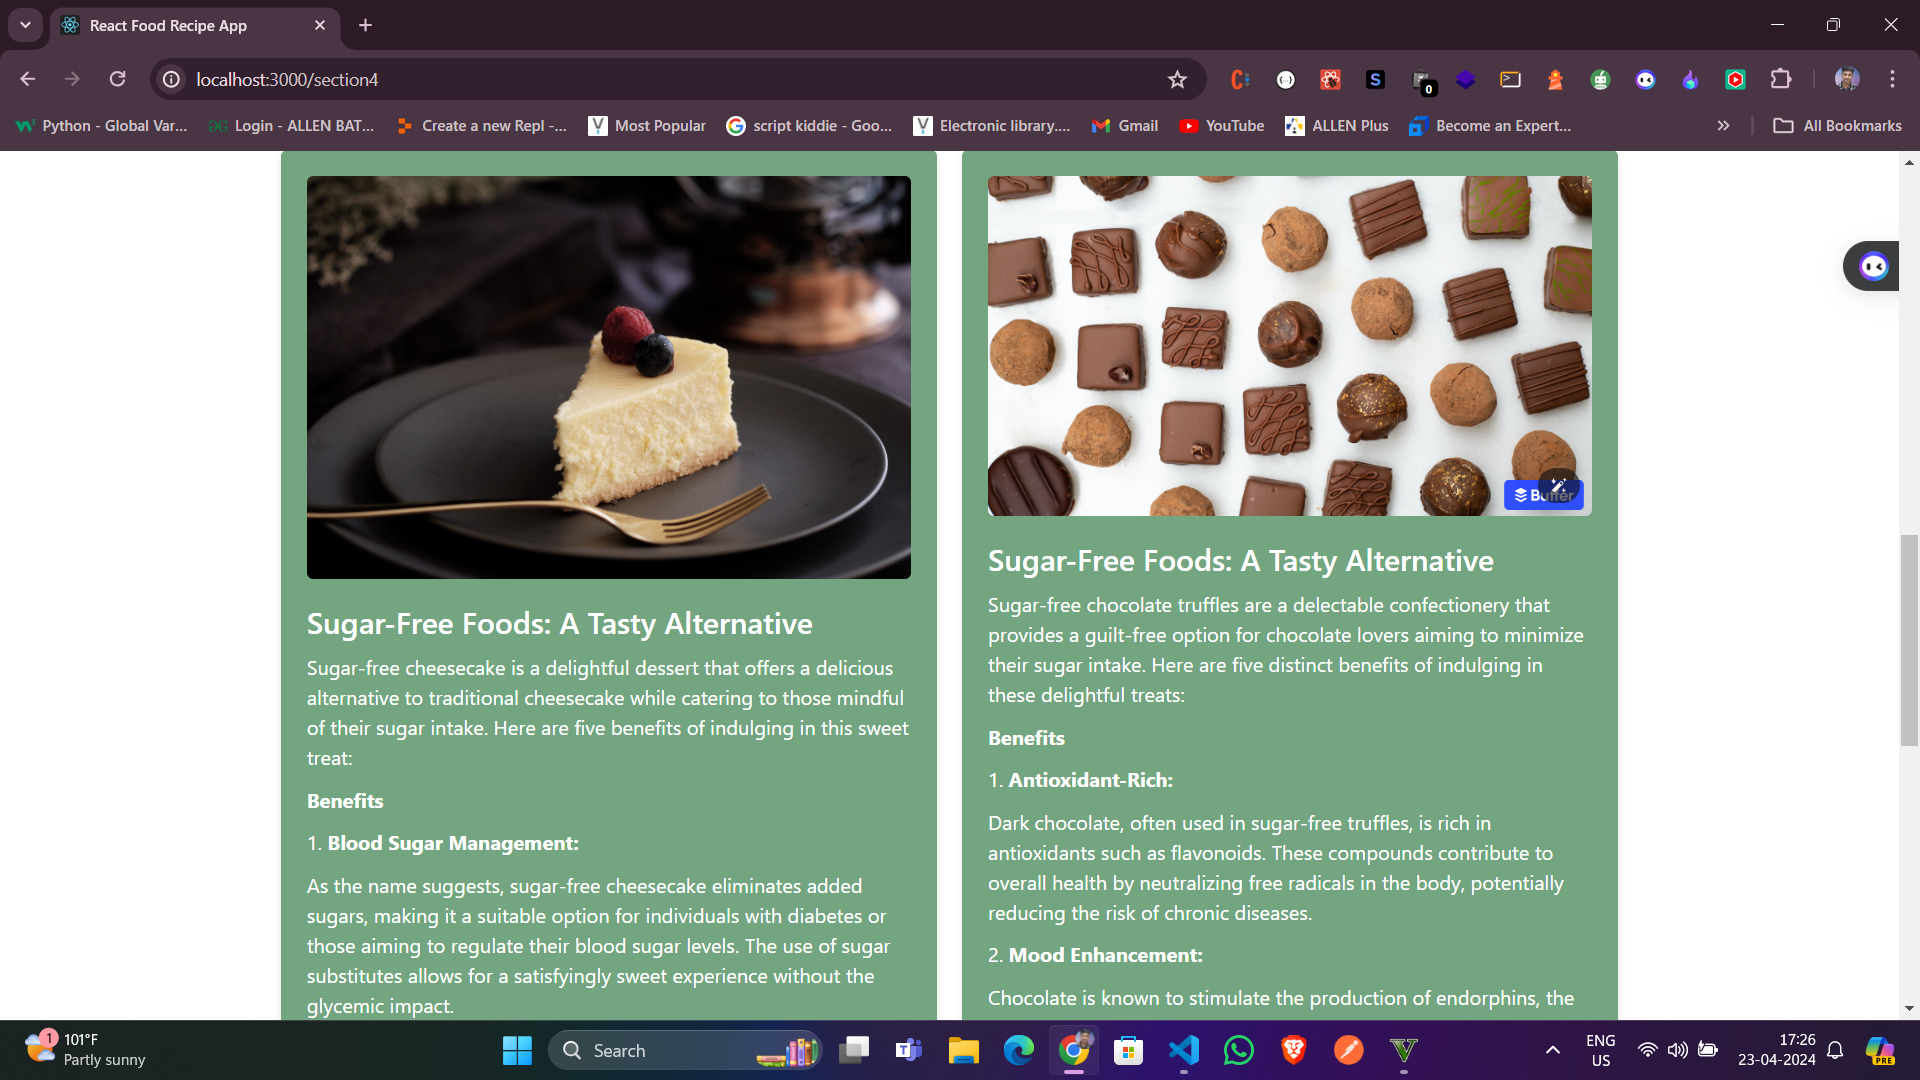 React Food Recipe App
localhost:3000/section4
0
Python - Global Var...
Login - ALLEN BAT...
Create a new Repl -...
Most Popular
script kiddie - Goo...
Electronic library....
Gmail
YouTube
ALLEN Plus
Become an Expert...
All Bookmarks
Buffer
Sugar-Free Foods: A Tasty Alternative
Sugar-free cheesecake is a delightful dessert that offers a delicious
alternative to traditional cheesecake while catering to those mindful
of their sugar intake. Here are five benefits of indulging in this sweet
treat:
Benefits
1. Blood Sugar Management:
As the name suggests, sugar-free cheesecake eliminates added
sugars, making it a suitable option for individuals with diabetes or
those aiming to regulate their blood sugar levels. The use of sugar
substitutes allows for a satisfyingly sweet experience without the
glycemic impact.
Sugar-Free Foods: A Tasty Alternative
Sugar-free chocolate truffles are a delectable confectionery that
provides a guilt-free option for chocolate lovers aiming to minimize
their sugar intake. Here are five distinct benefits of indulging in
these delightful treats:
Benefits
1. Antioxidant-Rich:
Dark chocolate, often used in sugar-free truffles, is rich in
antioxidants such as flavonoids. These compounds contribute to
overall health by neutralizing free radicals in the body, potentially
reducing the risk of chronic diseases.
2. Mood Enhancement:
Chocolate is known to stimulate the production of endorphins, the
1
101°F
Partly sunny
Search
ENG
US
17:26
23-04-2024
PRE